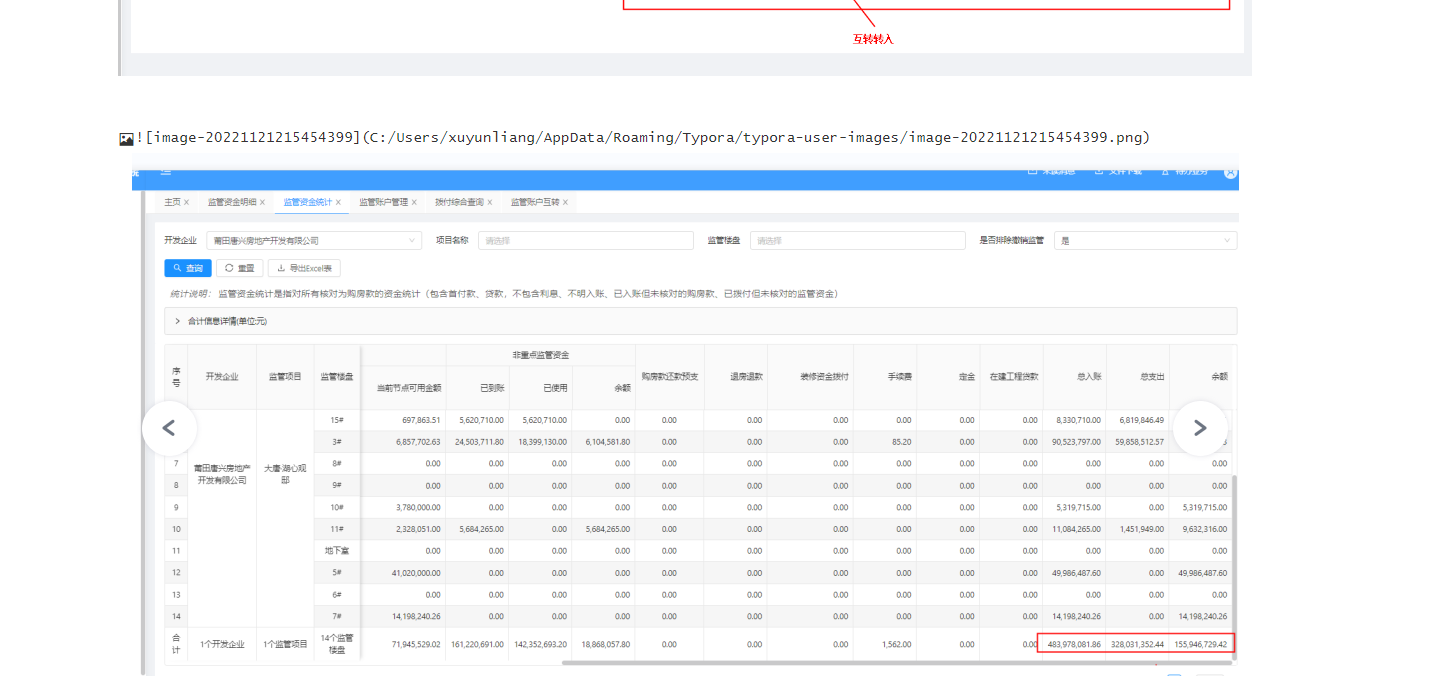 互转转入
![image-20221121215454399](C:/Users/xuyunliang/AppData/Roaming/Typora/typora-user-images/image-20221121215454399.png)
未读消息 文件下载 待办业务
主页 × 监管资金明细 × 监管资金统计 × 监管账户管理 × 拨付综合查询 × 监管账户互转 ×
开发企业 莆田唐兴房地产开发有限公司 项目名称 请选择 监管楼盘 请选择 是否排除撤销监管 是
查询 重置 导出Excel表
统计说明: 监管资金统计是指对所有核对为购房款的资金统计（包含首付款、贷款，不包含利息、不明入账、已入账但未核对的购房款、已拨付但未核对的监管资金）
合计信息详情(单位:元)
序号 开发企业 监管项目 监管楼盘 非重点监管资金 购房款还款预支 退房退款 装修资金拨付 手续费 定金 在建工程贷款 总入账 总支出 余额
当前节点可用金额 已到账 已使用 余额
15# 697,863.51 5,620,710.00 5,620,710.00 0.00 0.00 0.00 0.00 0.00 0.00 0.00 8,330,710.00 6,819,846.49
3# 6,857,702.63 24,503,711.80 18,399,130.00 6,104,581.80 0.00 0.00 0.00 85.20 0.00 0.00 90,523,797.00 59,858,512.57
7 8# 0.00 0.00 0.00 0.00 0.00 0.00 0.00 0.00 0.00 0.00 0.00 0.00 0.00
莆田唐兴房地产开发有限公司 大唐·湖心观邸
8 9# 0.00 0.00 0.00 0.00 0.00 0.00 0.00 0.00 0.00 0.00 0.00 0.00 0.00
9 10# 3,780,000.00 0.00 0.00 0.00 0.00 0.00 0.00 0.00 0.00 0.00 5,319,715.00 0.00 5,319,715.00
10 11# 2,328,051.00 5,684,265.00 0.00 5,684,265.00 0.00 0.00 0.00 0.00 0.00 0.00 11,084,265.00 1,451,949.00 9,632,316.00
11 地下室 0.00 0.00 0.00 0.00 0.00 0.00 0.00 0.00 0.00 0.00 0.00 0.00 0.00
12 5# 41,020,000.00 0.00 0.00 0.00 0.00 0.00 0.00 0.00 0.00 0.00 49,986,487.60 0.00 49,986,487.60
13 6# 0.00 0.00 0.00 0.00 0.00 0.00 0.00 0.00 0.00 0.00 0.00 0.00 0.00
14 7# 14,198,240.26 0.00 0.00 0.00 0.00 0.00 0.00 0.00 0.00 0.00 14,198,240.26 0.00 14,198,240.26
合计 1个开发企业 1个监管项目 14个监管楼盘 71,945,529.02 161,220,691.00 142,352,693.20 18,868,057.80 0.00 0.00 0.00 1,562.00 0.00 0.00 483,978,081.86 328,031,352.44 155,946,729.42